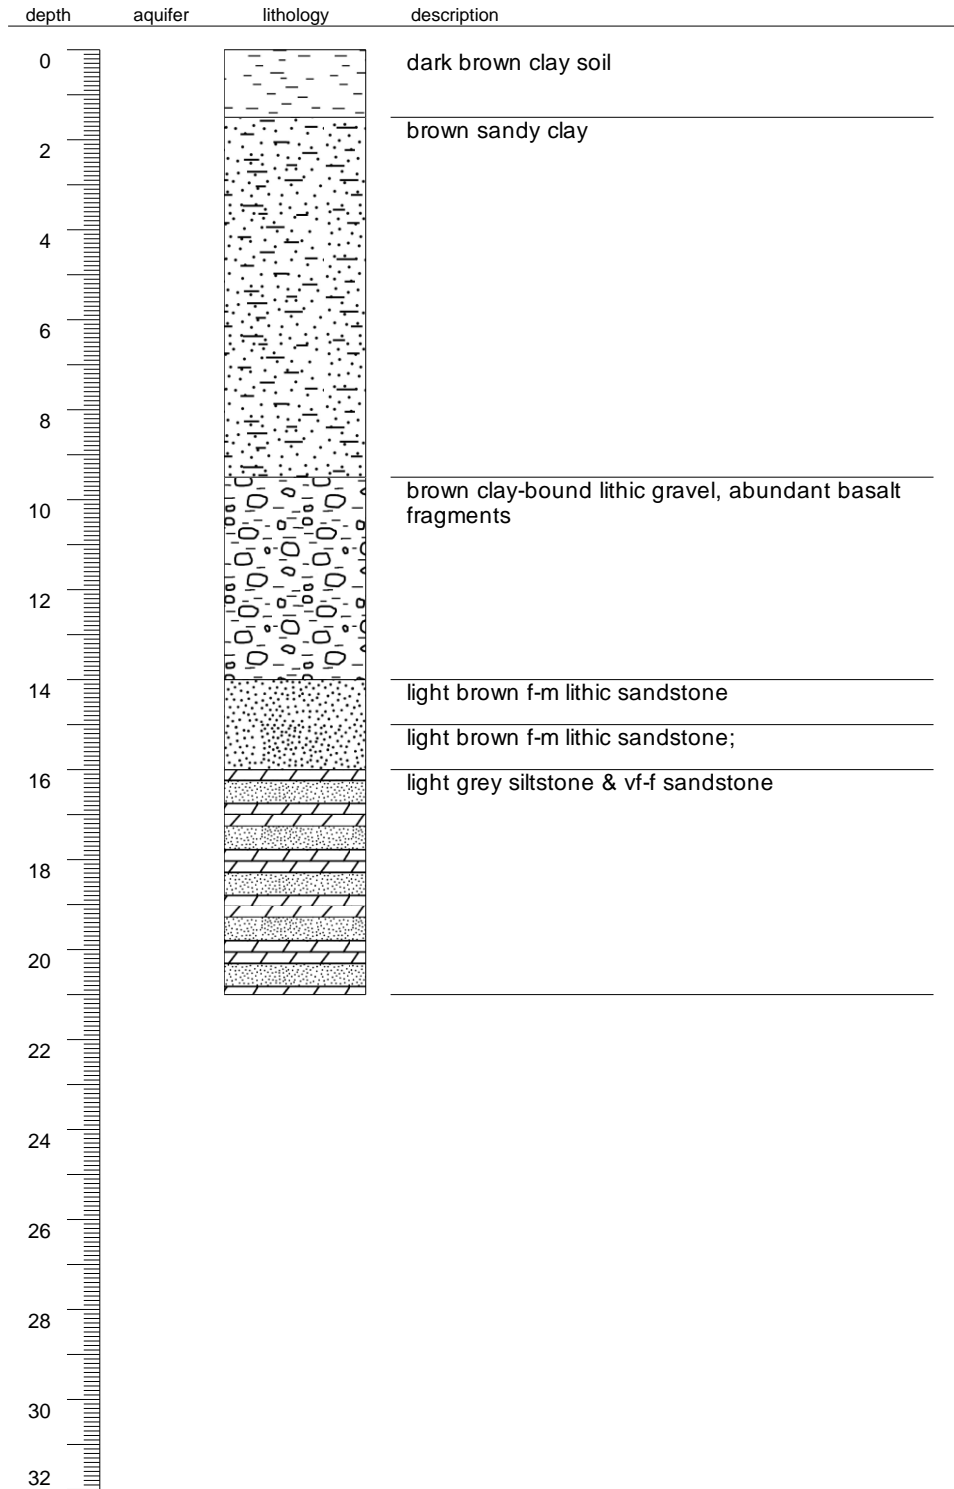 depth aquifer lithology description
0 dark brown clay soil
brown sandy clay
2
4
6
8
brown clay-bound lithic gravel, abundant basalt
10
fragments
12
14 light brown f-m lithic sandstone
light brown f-m lithic sandstone;
16 light grey siltstone & vf-f sandstone
18
20
22
24
26
28
30
32